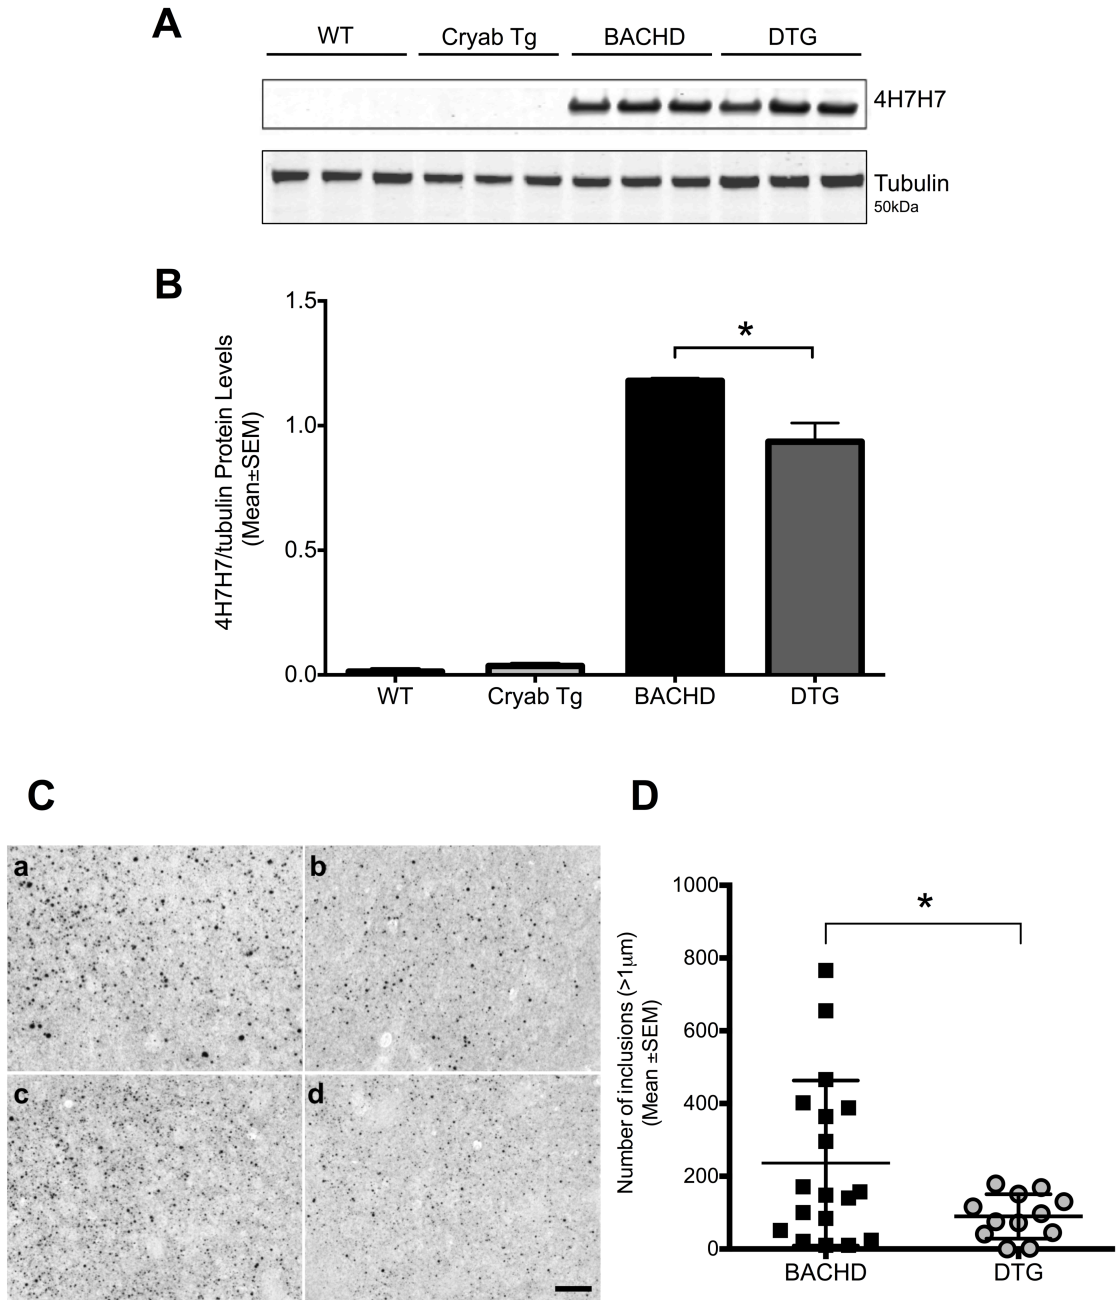 A
WT Cryab Tg BACHD DTG
4H7H7
Tubulin
50kDa
B
4H7H7/tubulin Protein Levels
(Mean±SEM)
1.5
1.0
0.5
0.0
*
WT Cryab Tg BACHD DTG
C
a b
c d
D
Number of inclusions (>1μm)
(Mean ±SEM)
1000
800
600
400
200
0
*
BACHD DTG